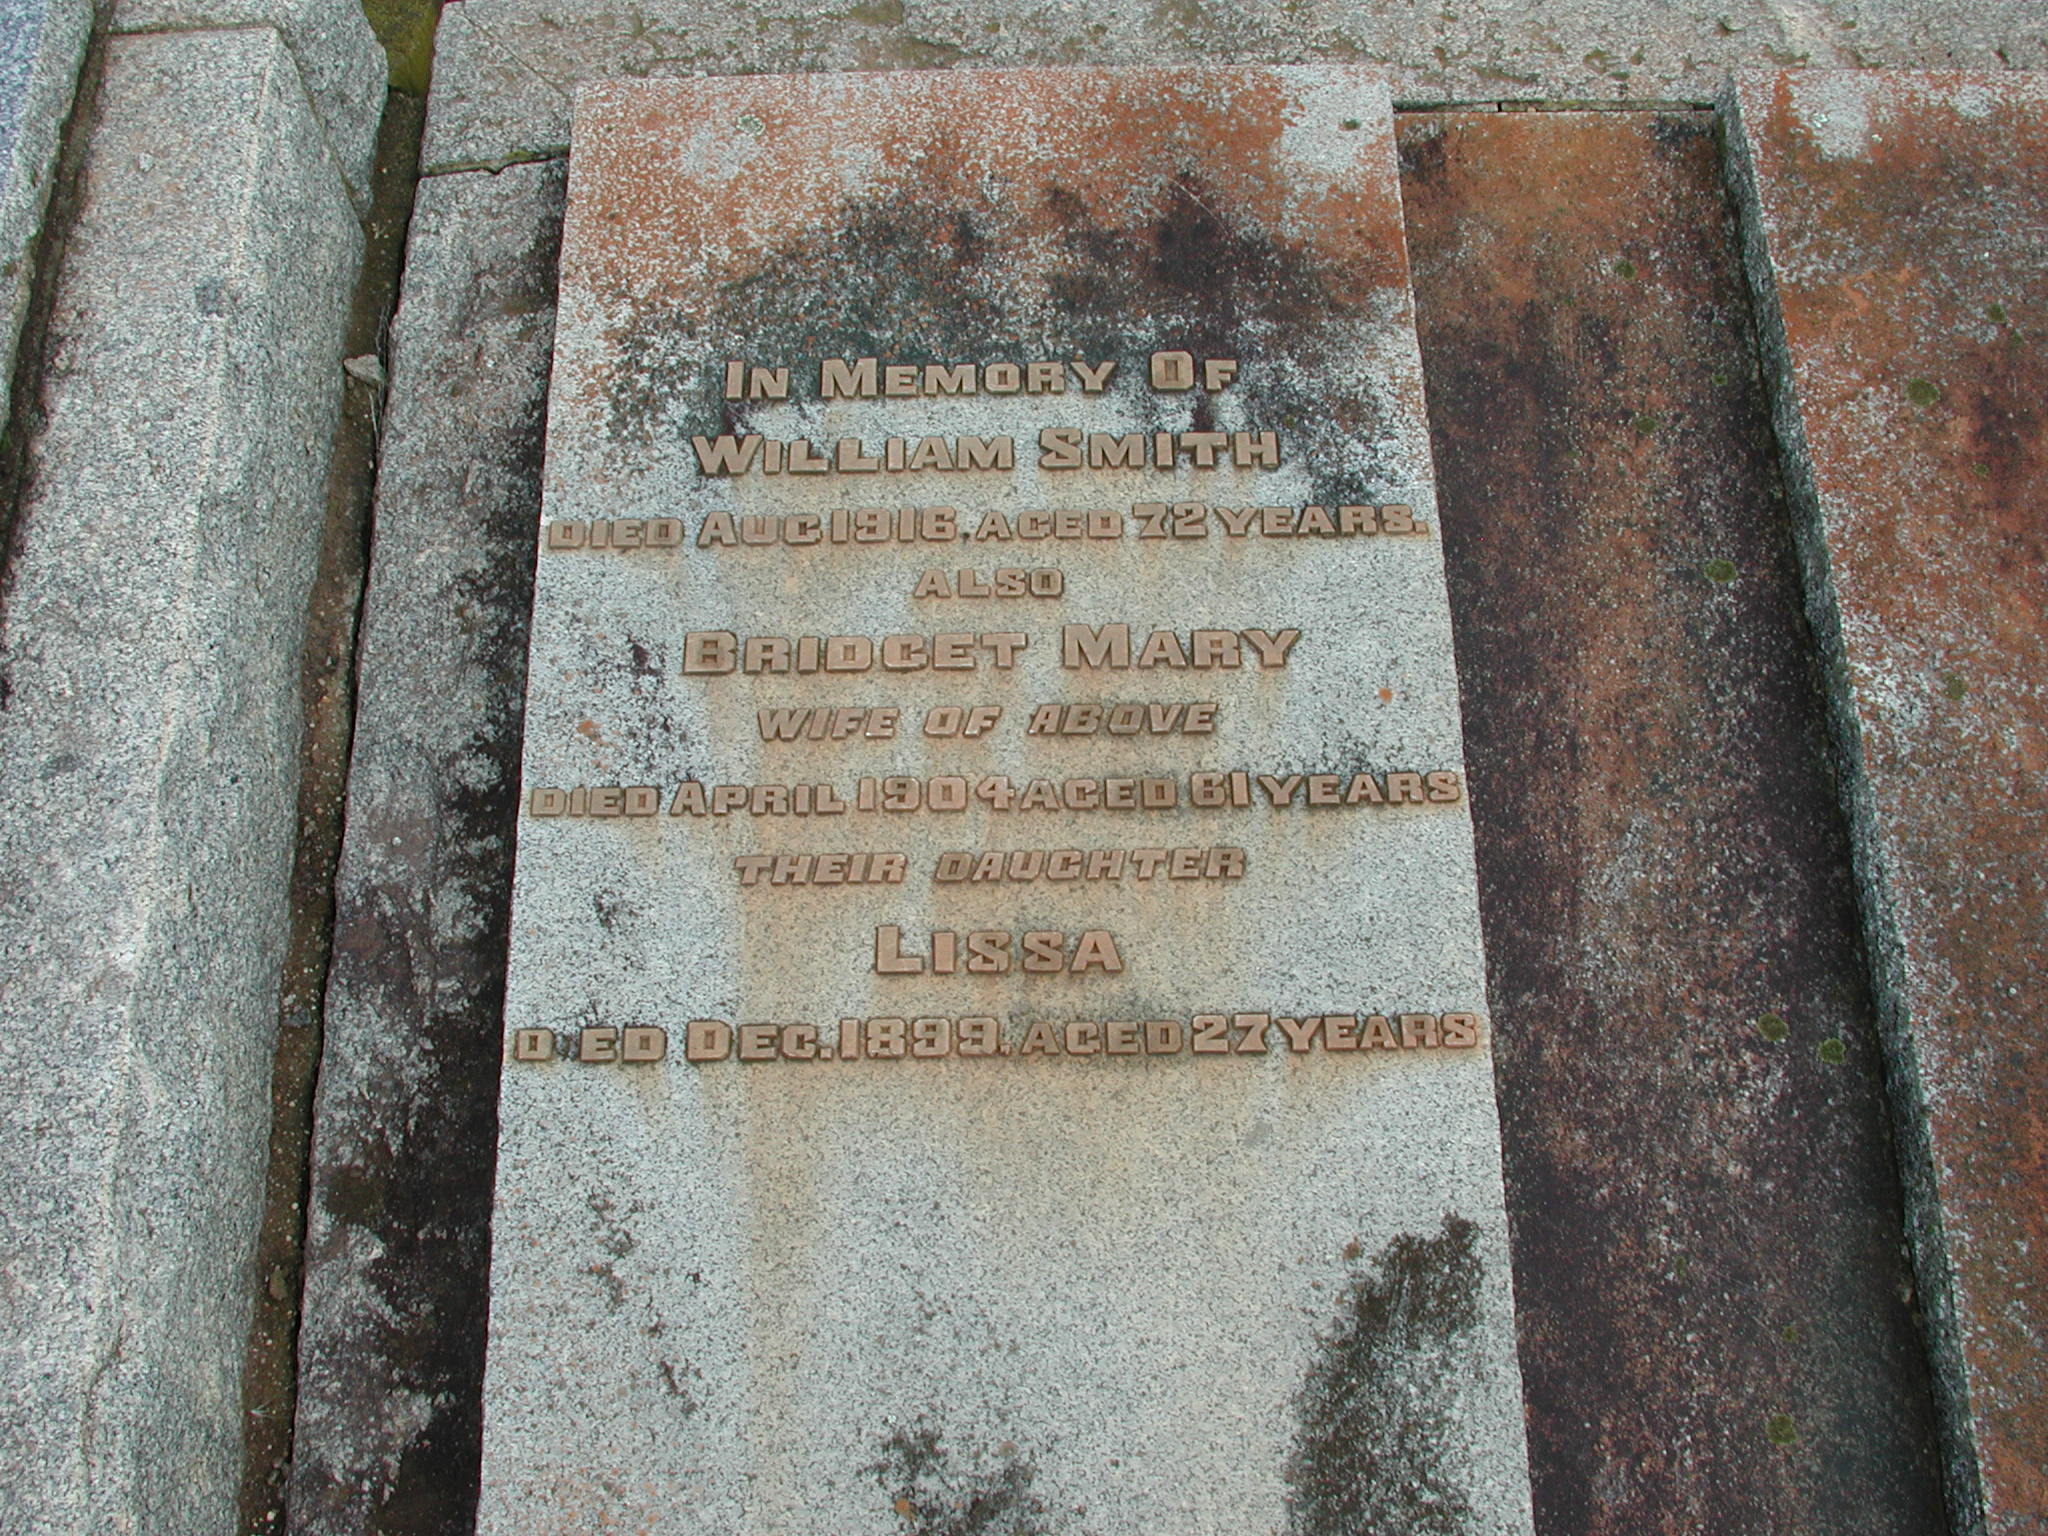 In Memory Of
William Smith
died Aug 1916. aged 72 years.
also
Bridget Mary
wife of above
died April 1904 aged 61 years
their daughter
Lissa
d ed Dec. 1899. aged 27 years